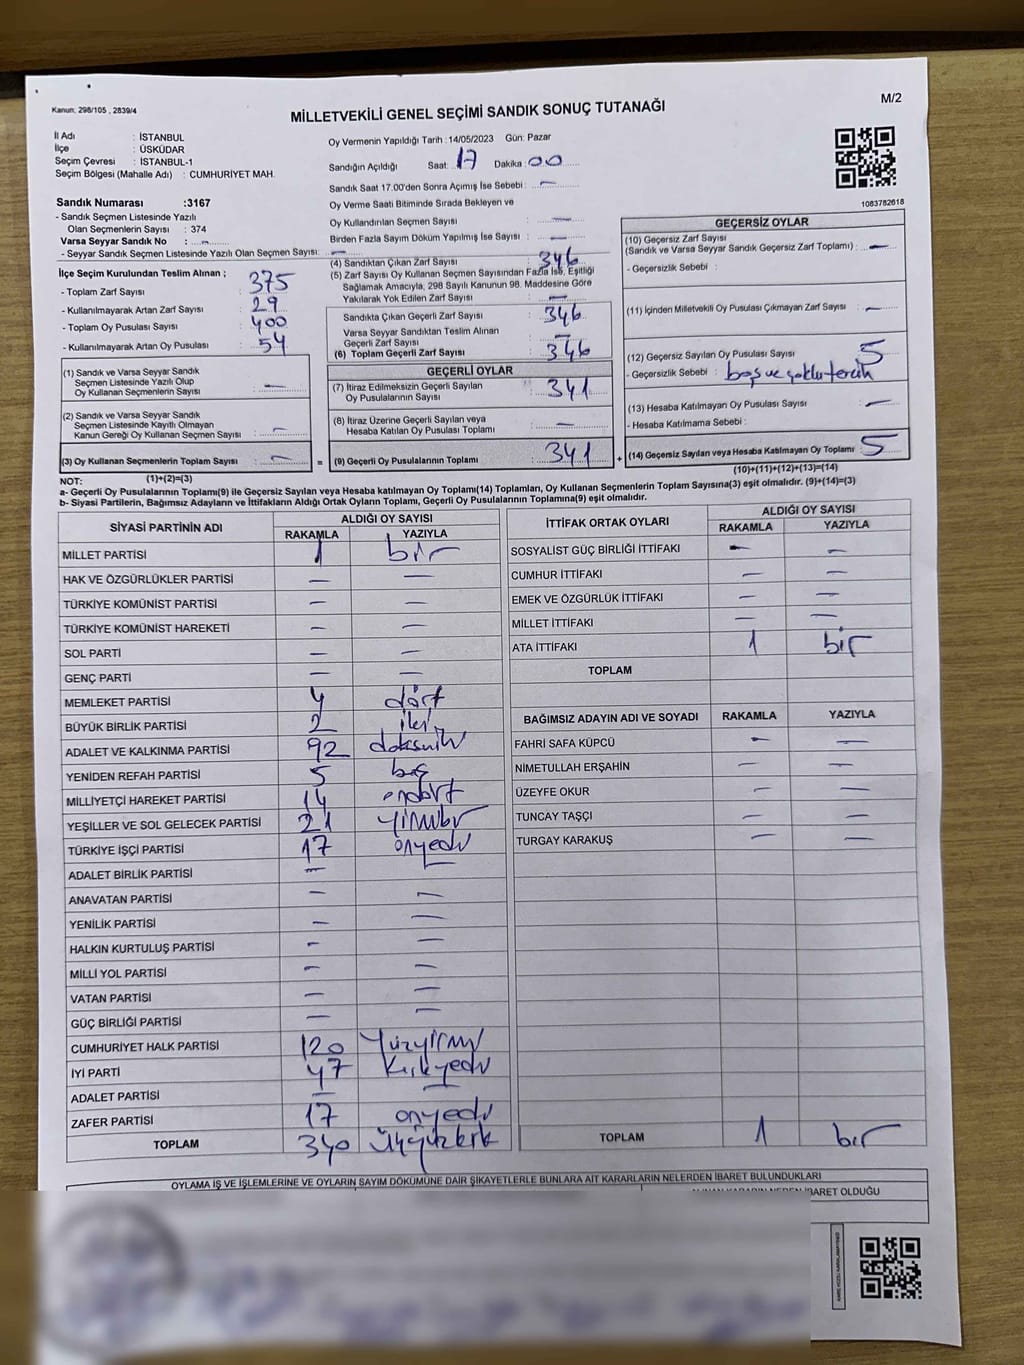 Kanun: 298/105 , 2839/4
MİLLETVEKİLİ GENEL SEÇİMİ SANDIK SONUÇ TUTANAĞI
M/2
İl Adı : İSTANBUL
İlçe : ÜSKÜDAR
Seçim Çevresi : İSTANBUL-1
Seçim Bölgesi (Mahalle Adı) : CUMHURİYET MAH.
Sandık Numarası :3167
- Sandık Seçmen Listesinde Yazılı
Olan Seçmenlerin Sayısı : 374
Varsa Seyyar Sandık No : –
- Seyyar Sandık Seçmen Listesinde Yazılı Olan Seçmen Sayısı: –
İlçe Seçim Kurulundan Teslim Alınan ;
- Toplam Zarf Sayısı : 375
- Kullanılmayarak Artan Zarf Sayısı : 29
- Toplam Oy Pusulası Sayısı : 400
- Kullanılmayarak Artan Oy Pusulası : 54
Oy Vermenin Yapıldığı Tarih :14/05/2023 Gün: Pazar
Sandığın Açıldığı Saat: 17 Dakika : 00
Sandık Saat 17.00'den Sonra Açımış İse Sebebi : –
Oy Verme Saati Bitiminde Sırada Bekleyen ve
Oy Kullandırılan Seçmen Sayısı : –
Birden Fazla Sayım Döküm Yapılmış İse Sayısı : –
(4) Sandıktan Çıkan Zarf Sayısı : 346
(5) Zarf Sayısı Oy Kullanan Seçmen Sayısından Fazla İse, Eşitliği
Sağlamak Amacıyla, 298 Sayılı Kanunun 98. Maddesine Göre
Yakılarak Yok Edilen Zarf Sayısı : –
Sandıkta Çıkan Geçerli Zarf Sayısı : 346
Varsa Seyyar Sandıktan Teslim Alınan
Geçerli Zarf Sayısı : –
(6) Toplam Geçerli Zarf Sayısı : 346
1083782618
GEÇERSİZ OYLAR
(10) Geçersiz Zarf Sayısı
(Sandık ve Varsa Seyyar Sandık Geçersiz Zarf Toplamı) : –
- Geçersizlik Sebebi :
(11) İçinden Milletvekili Oy Pusulası Çıkmayan Zarf Sayısı : –
(12) Geçersiz Sayılan Oy Pusulası Sayısı : 5
- Geçersizlik Sebebi : boş ve çoklu tercih
(13) Hesaba Katılmayan Oy Pusulası Sayısı : –
- Hesaba Katılmama Sebebi :
(14) Geçersiz Sayılan veya Hesaba Katılmayan Oy Toplamı : 5
(10)+(11)+(12)+(13)=(14)
(1) Sandık ve Varsa Seyyar Sandık
Seçmen Listesinde Yazılı Olup
Oy Kullanan Seçmenlerin Sayısı : –
(2) Sandık ve Varsa Seyyar Sandık
Seçmen Listesinde Kayıtlı Olmayan
Kanun Gereği Oy Kullanan Seçmen Sayısı : –
(3) Oy Kullanan Seçmenlerin Toplam Sayısı : –
(1)+(2)=(3)
=
GEÇERLİ OYLAR
(7) İtiraz Edilmeksizin Geçerli Sayılan
Oy Pusulalarının Sayısı : 341
(8) İtiraz Üzerine Geçerli Sayılan veya
Hesaba Katılan Oy Pusulası Toplamı : –
(9) Geçerli Oy Pusulalarının Toplamı : 341
+
NOT:
a- Geçerli Oy Pusulalarının Toplamı(9) ile Geçersiz Sayılan veya Hesaba katılmayan Oy Toplamı(14) Toplamları, Oy Kullanan Seçmenlerin Toplam Sayısına(3) eşit olmalıdır. (9)+(14)=(3)
b- Siyasi Partilerin, Bağımsız Adayların ve İttifakların Aldığı Ortak Oyların Toplamı, Geçerli Oy Pusulalarının Toplamına(9) eşit olmalıdır.
SİYASİ PARTİNİN ADI ALDIĞI OY SAYISI
RAKAMLA YAZIYLA
MİLLET PARTİSİ 1 bir
HAK VE ÖZGÜRLÜKLER PARTİSİ – –
TÜRKİYE KOMÜNİST PARTİSİ – –
TÜRKİYE KOMÜNİST HAREKETİ – –
SOL PARTİ – –
GENÇ PARTİ – –
MEMLEKET PARTİSİ 4 dört
BÜYÜK BİRLİK PARTİSİ 2 iki
ADALET VE KALKINMA PARTİSİ 92 doksaniki
YENİDEN REFAH PARTİSİ 5 beş
MİLLİYETÇİ HAREKET PARTİSİ 14 ondört
YEŞİLLER VE SOL GELECEK PARTİSİ 21 yirmibir
TÜRKİYE İŞÇİ PARTİSİ 17 onyedi
ADALET BİRLİK PARTİSİ – –
ANAVATAN PARTİSİ – –
YENİLİK PARTİSİ – –
HALKIN KURTULUŞ PARTİSİ – –
MİLLİ YOL PARTİSİ – –
VATAN PARTİSİ – –
GÜÇ BİRLİĞİ PARTİSİ – –
CUMHURİYET HALK PARTİSİ 120 Yüzyirmi
İYİ PARTİ 47 Kırkyedi
ADALET PARTİSİ – –
ZAFER PARTİSİ 17 onyedi
TOPLAM 340 üçyüzkırk
İTTİFAK ORTAK OYLARI ALDIĞI OY SAYISI
RAKAMLA YAZIYLA
SOSYALİST GÜÇ BİRLİĞİ İTTİFAKI – –
CUMHUR İTTİFAKI – –
EMEK VE ÖZGÜRLÜK İTTİFAKI – –
MİLLET İTTİFAKI – –
ATA İTTİFAKI 1 bir
TOPLAM
BAĞIMSIZ ADAYIN ADI VE SOYADI RAKAMLA YAZIYLA
FAHRİ SAFA KÜPCÜ – –
NİMETULLAH ERŞAHİN – –
ÜZEYFE OKUR – –
TUNCAY TAŞÇI – –
TURGAY KARAKUŞ – –
TOPLAM 1 bir
OYLAMA İŞ VE İŞLEMLERİNE VE OYLARIN SAYIM DÖKÜMÜNE DAİR ŞİKAYETLERLE BUNLARA AİT KARARLARIN NELERDEN İBARET BULUNDUKLARI
İBARET OLDUĞU